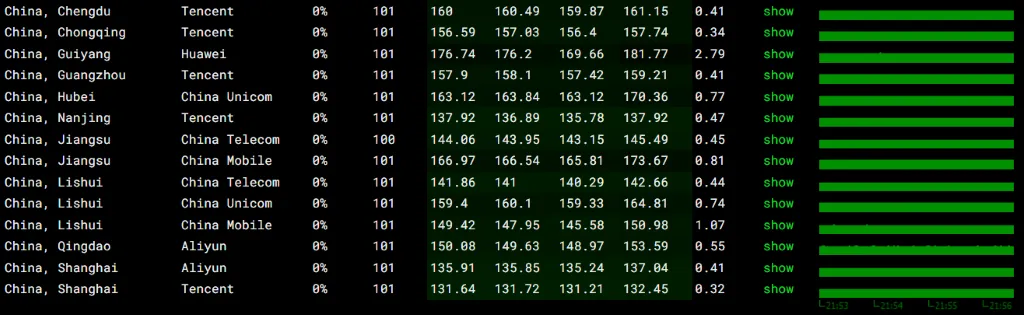 China, Chengdu Tencent 0% 101 160 160.49 159.87 161.15 0.41 show
China, Chongqing Tencent 0% 101 156.59 157.03 156.4 157.74 0.34 show
China, Guiyang Huawei 0% 101 176.74 176.2 169.66 181.77 2.79 show
China, Guangzhou Tencent 0% 101 157.9 158.1 157.42 159.21 0.41 show
China, Hubei China Unicom 0% 101 163.12 163.84 163.12 170.36 0.77 show
China, Nanjing Tencent 0% 101 137.92 136.89 135.78 137.92 0.47 show
China, Jiangsu China Telecom 0% 100 144.06 143.95 143.15 145.49 0.45 show
China, Jiangsu China Mobile 0% 101 166.97 166.54 165.81 173.67 0.81 show
China, Lishui China Telecom 0% 101 141.86 141 140.29 142.66 0.44 show
China, Lishui China Unicom 0% 101 159.4 160.1 159.33 164.81 0.74 show
China, Lishui China Mobile 0% 101 149.42 147.95 145.58 150.98 1.07 show
China, Qingdao Aliyun 0% 101 150.08 149.63 148.97 153.59 0.55 show
China, Shanghai Aliyun 0% 101 135.91 135.85 135.24 137.04 0.41 show
China, Shanghai Tencent 0% 101 131.64 131.72 131.21 132.45 0.32 show
21:53 21:54 21:55 21:56